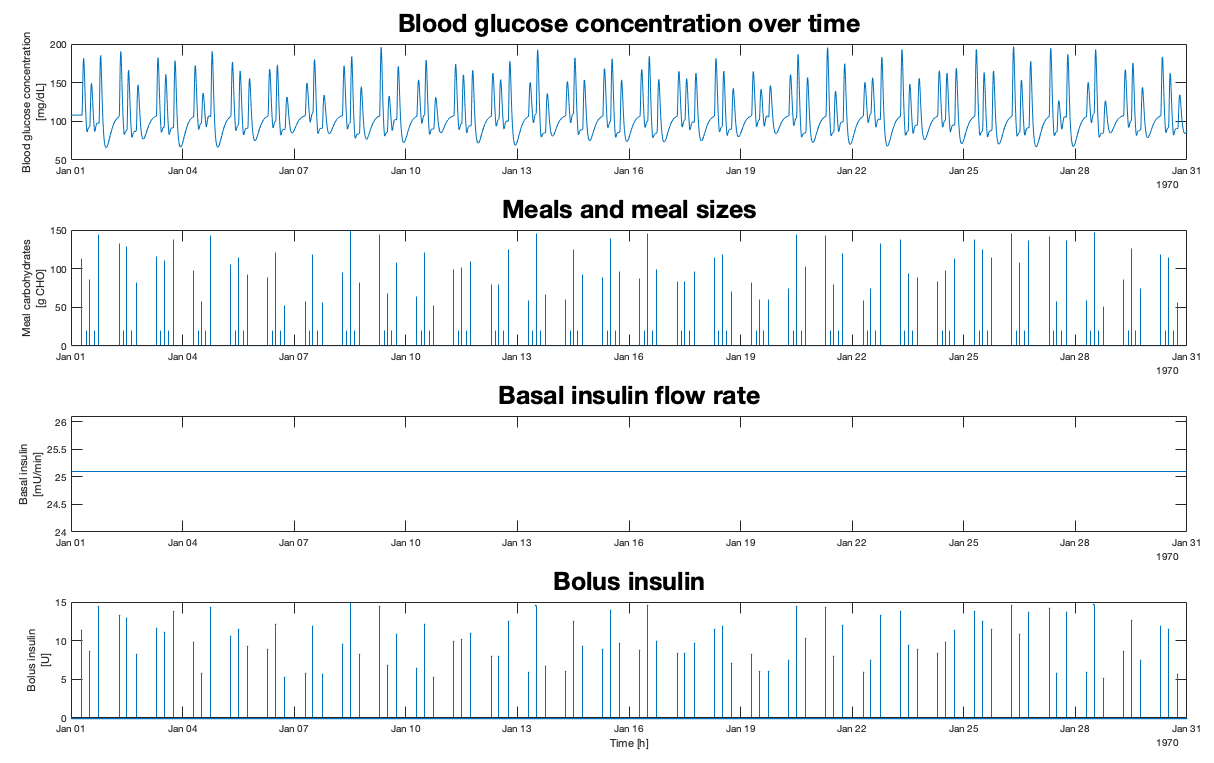 Blood glucose concentration over time
Blood glucose concentration
[mg/dL]
200
150
100
50
Jan 01 Jan 04 Jan 07 Jan 10 Jan 13 Jan 16 Jan 19 Jan 22 Jan 25 Jan 28 Jan 31
1970
Meals and meal sizes
Meal carbohydrates
[g CHO]
150
100
50
0
Jan 01 Jan 04 Jan 07 Jan 10 Jan 13 Jan 16 Jan 19 Jan 22 Jan 25 Jan 28 Jan 31
1970
Basal insulin flow rate
Basal insulin
[mU/min]
26
25.5
25
24.5
24
Jan 01 Jan 04 Jan 07 Jan 10 Jan 13 Jan 16 Jan 19 Jan 22 Jan 25 Jan 28 Jan 31
1970
Bolus insulin
Bolus insulin
[U]
15
10
5
0
Jan 01 Jan 04 Jan 07 Jan 10 Jan 13 Jan 16 Jan 19 Jan 22 Jan 25 Jan 28 Jan 31
Time [h]
1970